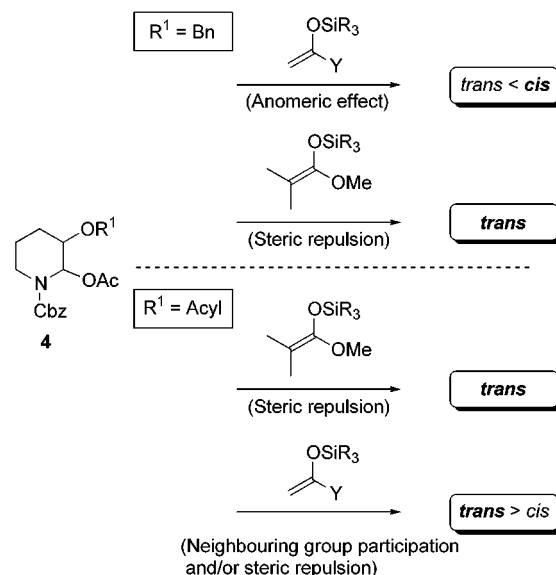 R¹ = Bn
OSiR₃
Y
(Anomeric effect)
trans < cis
OSiR₃
OMe
(Steric repulsion)
trans
OR¹
N
OAc
Cbz
4
R¹ = Acyl
OSiR₃
OMe
(Steric repulsion)
trans
OSiR₃
Y
trans > cis
(Neighbouring group participation
and/or steric repulsion)